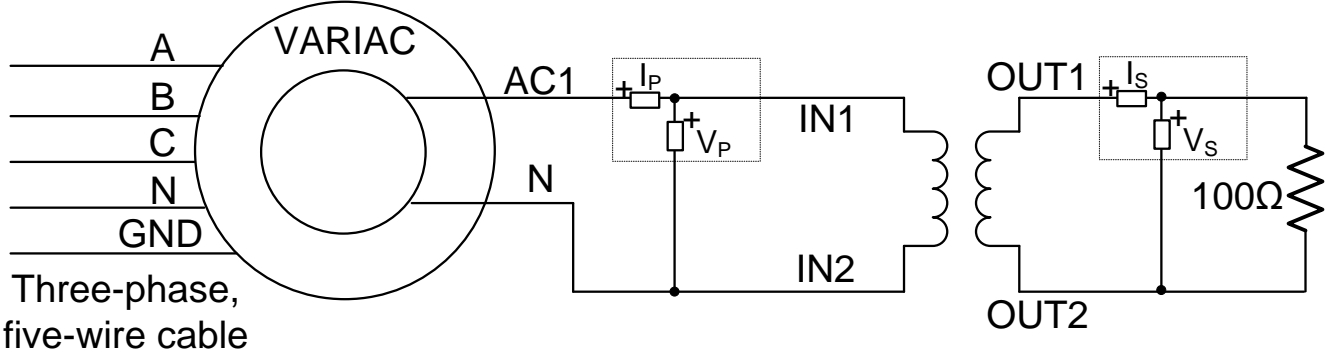 A
B
C
N
GND
Three-phase,
five-wire cable
VARIAC
AC1
N
+ I_P
+ V_P
IN1
IN2
OUT1
OUT2
+ I_S
+ V_S
100Ω